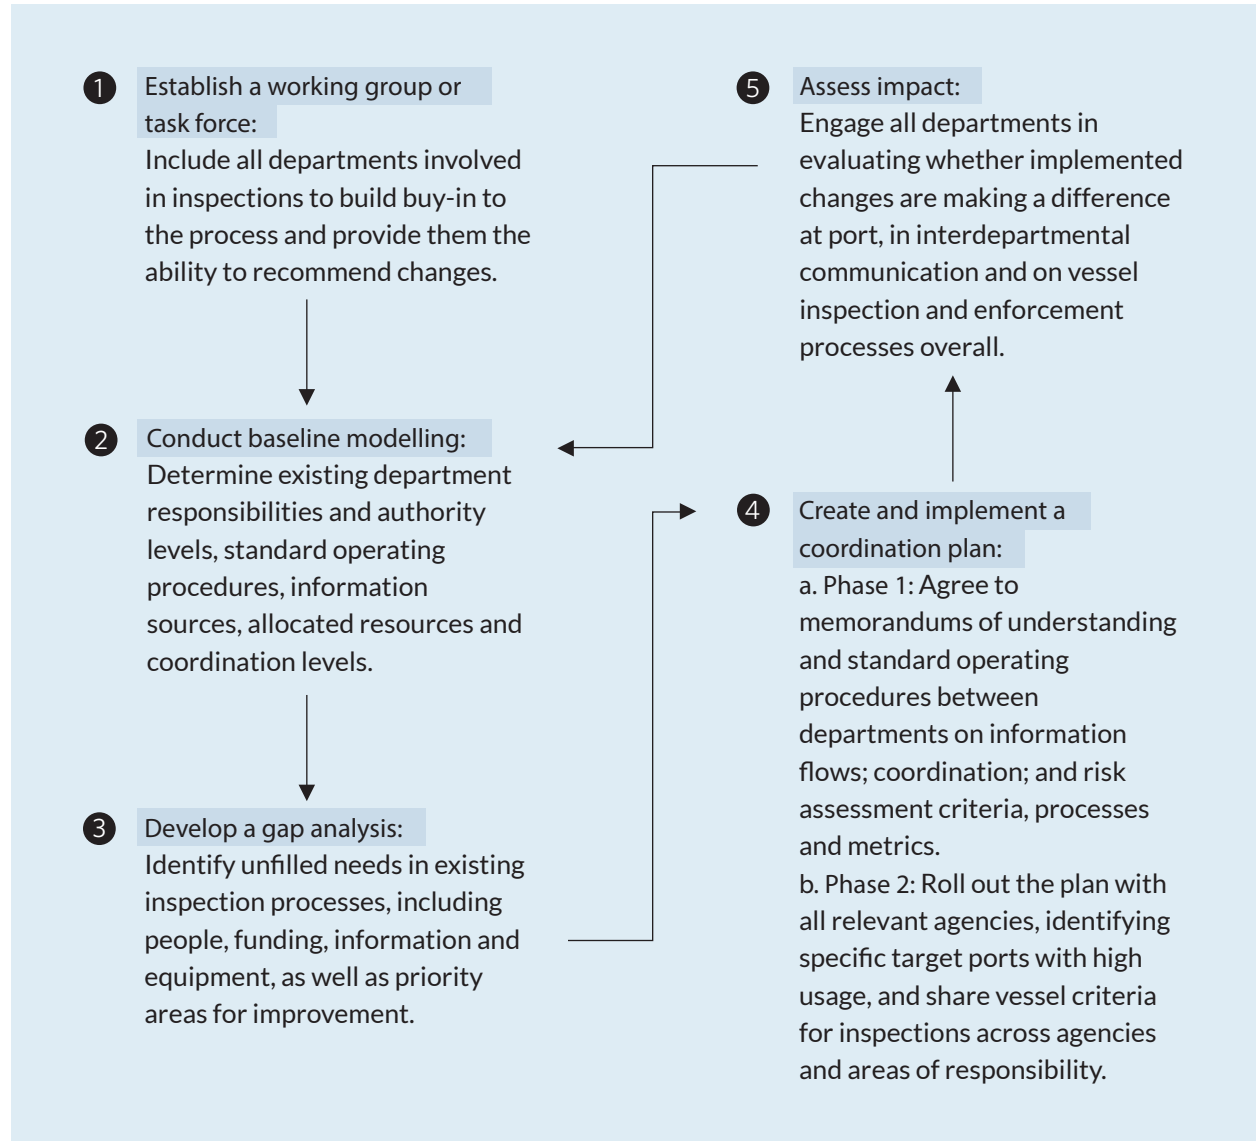 1 Establish a working group or
task force:
Include all departments involved
in inspections to build buy-in to
the process and provide them the
ability to recommend changes.
2 Conduct baseline modelling:
Determine existing department
responsibilities and authority
levels, standard operating
procedures, information
sources, allocated resources and
coordination levels.
3 Develop a gap analysis:
Identify unfilled needs in existing
inspection processes, including
people, funding, information and
equipment, as well as priority
areas for improvement.
4 Create and implement a
coordination plan:
a. Phase 1: Agree to
memorandums of understanding
and standard operating
procedures between
departments on information
flows; coordination; and risk
assessment criteria, processes
and metrics.
b. Phase 2: Roll out the plan with
all relevant agencies, identifying
specific target ports with high
usage, and share vessel criteria
for inspections across agencies
and areas of responsibility.
5 Assess impact:
Engage all departments in
evaluating whether implemented
changes are making a difference
at port, in interdepartmental
communication and on vessel
inspection and enforcement
processes overall.